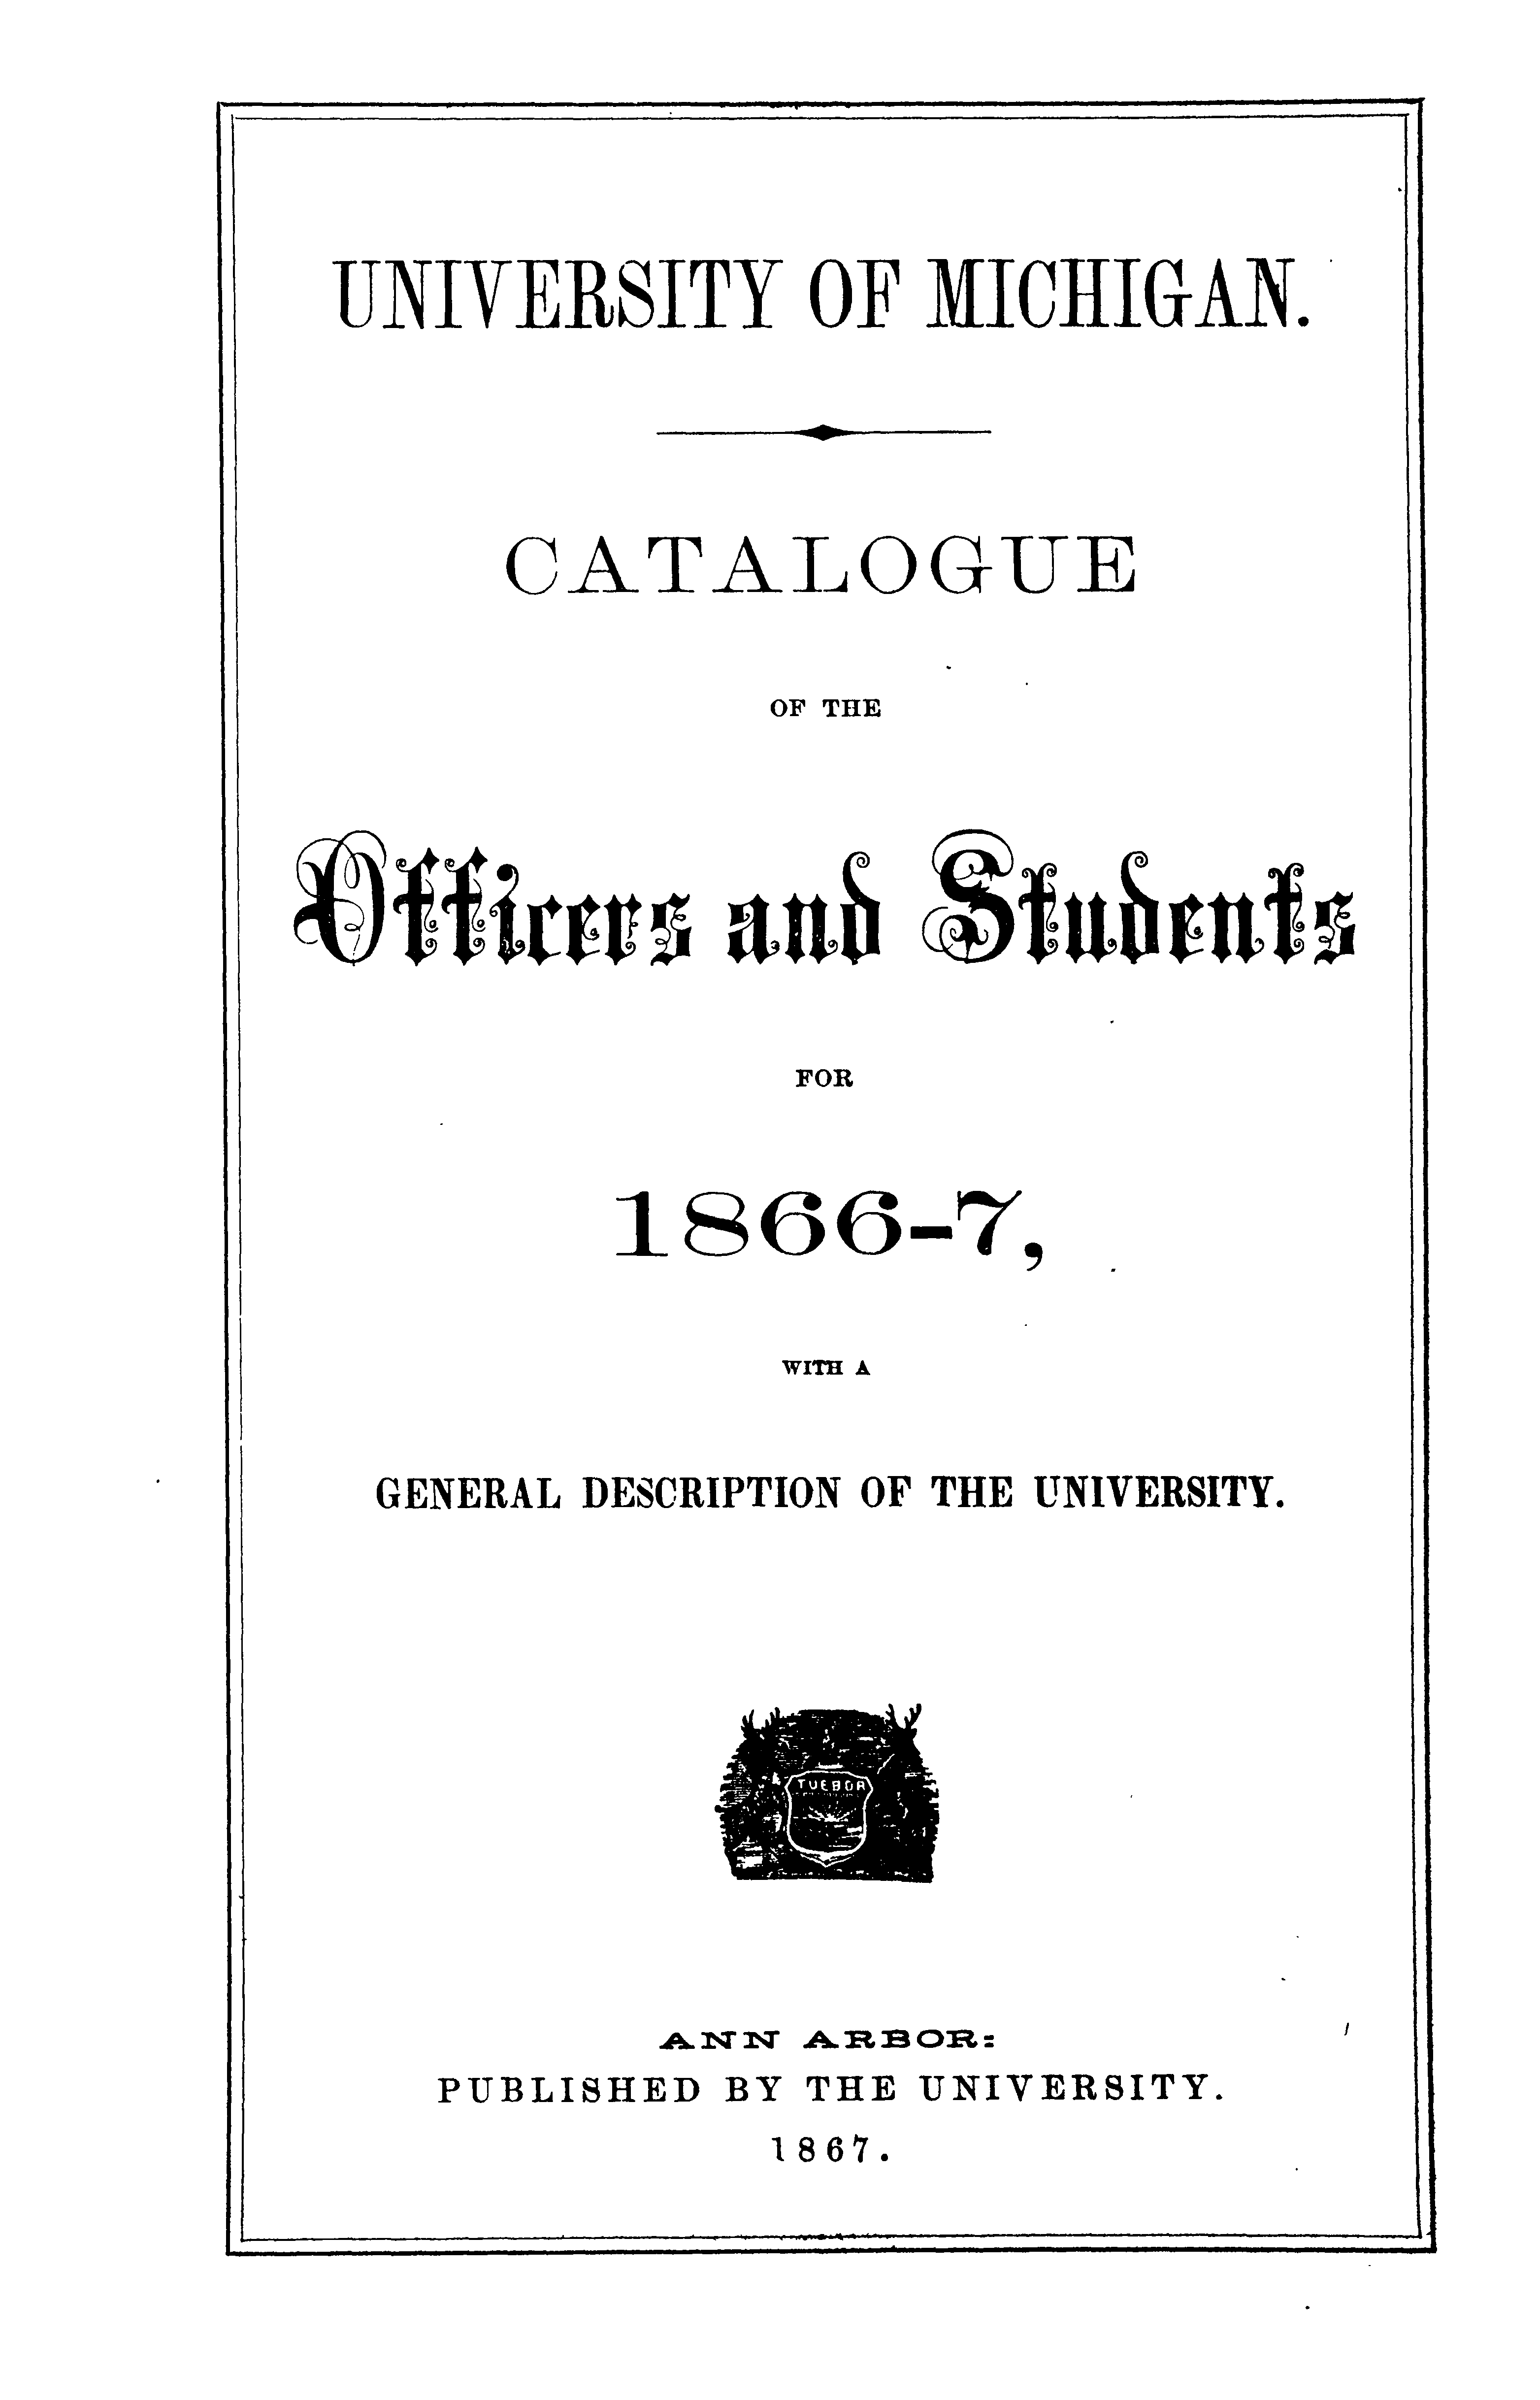 UNIVERSITY OF MICHIGAN.
CATALOGUE
OF THE
Officers and Students
FOR
1866-7,
WITH A
GENERAL DESCRIPTION OF THE UNIVERSITY.
TUEBOR
ANN ARBOR:
PUBLISHED BY THE UNIVERSITY.
1867.